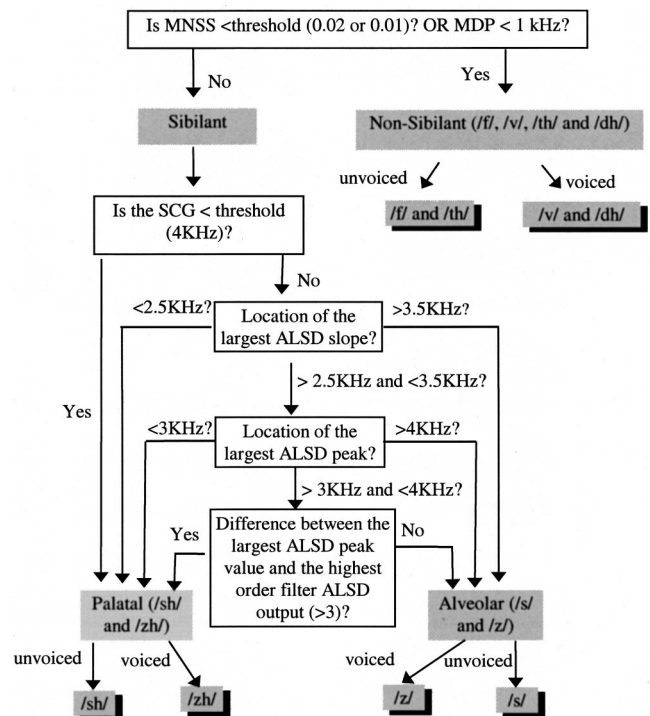 Is MNSS <threshold (0.02 or 0.01)? OR MDP < 1 kHz?
No
Yes
Sibilant
Non-Sibilant (/f/, /v/, /th/ and /dh/)
unvoiced
voiced
/f/ and /th/
/v/ and /dh/
Is the SCG < threshold
(4KHz)?
No
<2.5KHz?
Location of the
largest ALSD slope?
>3.5KHz?
> 2.5KHz and <3.5KHz?
Yes
<3KHz?
Location of the
largest ALSD peak?
>4KHz?
> 3KHz and <4KHz?
Yes
Difference between the
largest ALSD peak
value and the highest
order filter ALSD
output (>3)?
No
Palatal (/sh/
and /zh/)
Alveolar (/s/
and /z/)
unvoiced
voiced
voiced
unvoiced
/sh/
/zh/
/z/
/s/